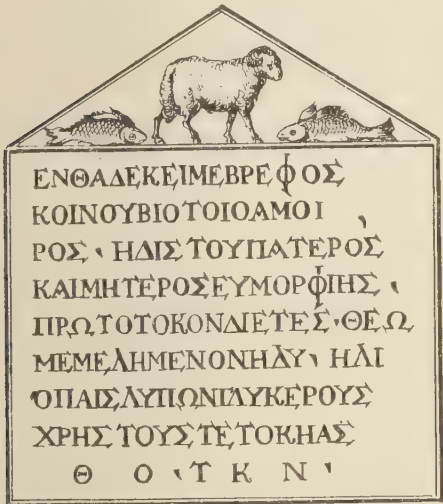 ΕΝΘΑΔΕΚΕΙΜΕΒΡΕΦΟΣ
ΚΟΙΝΟΥΒΙΟΤΟΙΟΑΜΟΙ
ΡΟΣ · ΗΔΙΣΤΟΥΠΑΤΕΡΟΣ
ΚΑΙΜΗΤΕΡΟΣΕΥΜΟΡΦΙΗΣ ·
ΠΡΩΤΟΤΟΚΟΝΔΙΕΤΕΣ · ΘΕΩ
ΜΕΜΕΛΗΜΕΝΟΝΗΔΥ · ΗΛΙ
ΟΠΑΙΣΛΥΠΩΝΓΛΥΚΕΡΟΥΣ
ΧΡΗΣΤΟΥΣΤΕΤΟΚΗΑΣ
Θ Ο · Τ Κ Ν ·